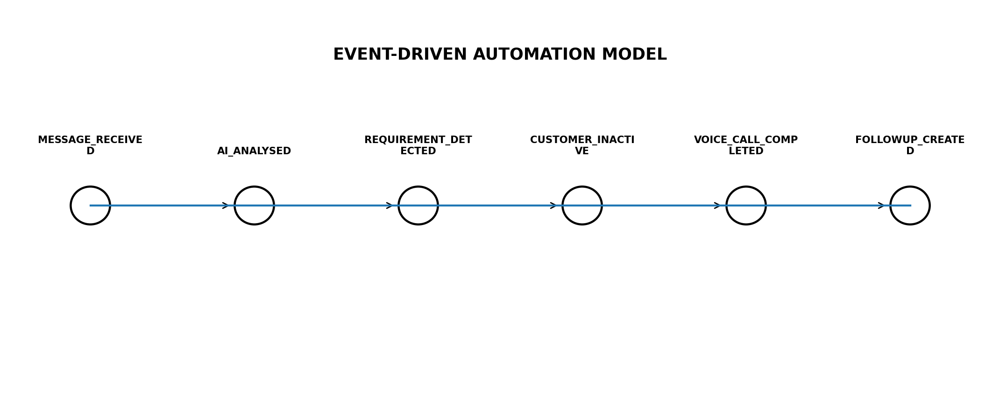 EVENT-DRIVEN AUTOMATION MODEL
MESSAGE_RECEIVE
D
AI_ANALYSED
REQUIREMENT_DET
ECTED
CUSTOMER_INACTI
VE
VOICE_CALL_COMP
LETED
FOLLOWUP_CREATE
D